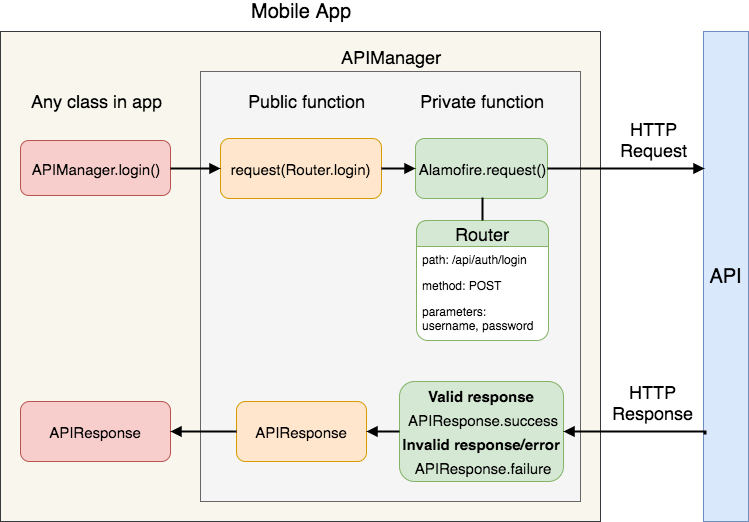 Mobile App
APIManager
Any class in app
Public function
Private function
APIManager.login()
request(Router.login)
Alamofire.request()
HTTP
Request
Router
path: /api/auth/login
method: POST
parameters:
username, password
API
HTTP
Response
Valid response
APIResponse.success
Invalid response/error
APIResponse.failure
APIResponse
APIResponse